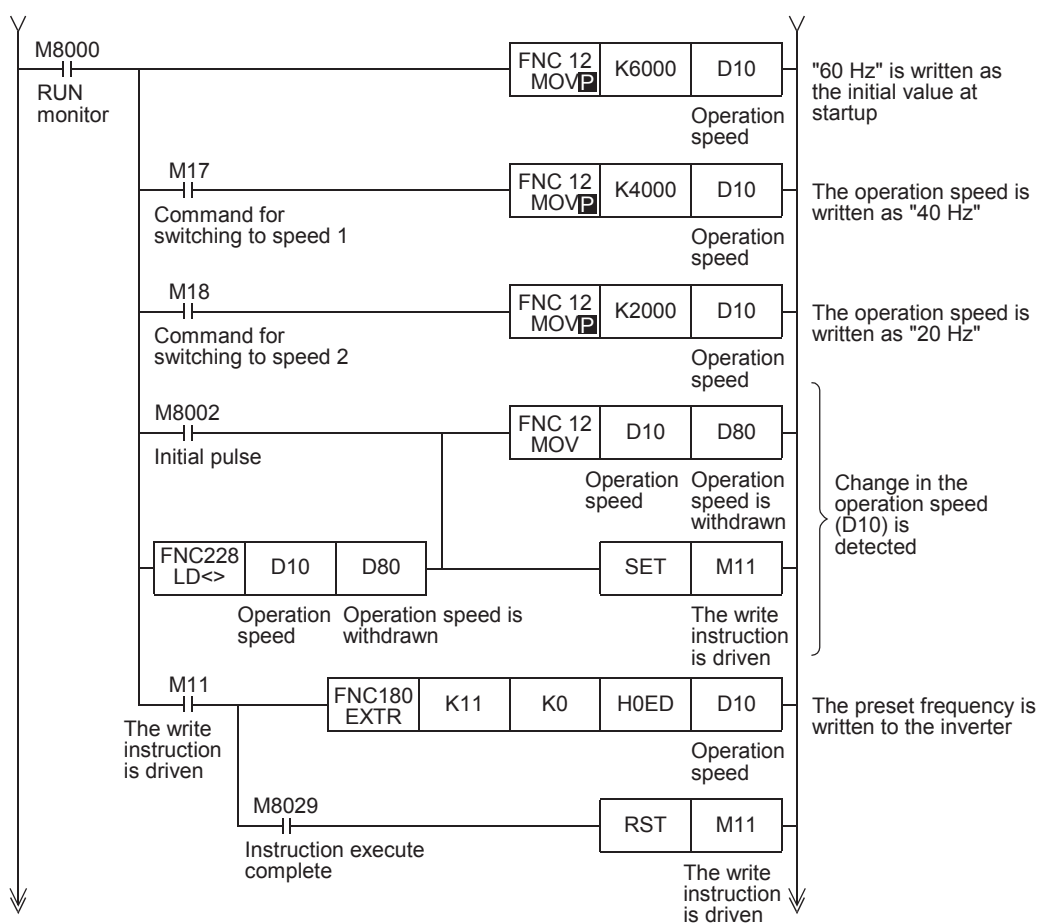 M8000
RUN
monitor
FNC 12
MOVP
K6000
D10
Operation
speed
"60 Hz" is written as
the initial value at
startup
M17
Command for
switching to speed 1
FNC 12
MOVP
K4000
D10
Operation
speed
The operation speed is
written as "40 Hz"
M18
Command for
switching to speed 2
FNC 12
MOVP
K2000
D10
Operation
speed
The operation speed is
written as "20 Hz"
M8002
Initial pulse
FNC 12
MOV
D10
D80
Operation
speed
Operation
speed is
withdrawn
Change in the
operation speed
(D10) is
detected
FNC228
LD<>
D10
D80
Operation
speed
Operation speed is
withdrawn
SET
M11
The write
instruction
is driven
M11
The write
instruction
is driven
FNC180
EXTR
K11
K0
H0ED
D10
Operation
speed
The preset frequency is
written to the inverter
M8029
Instruction execute
complete
RST
M11
The write
instruction
is driven